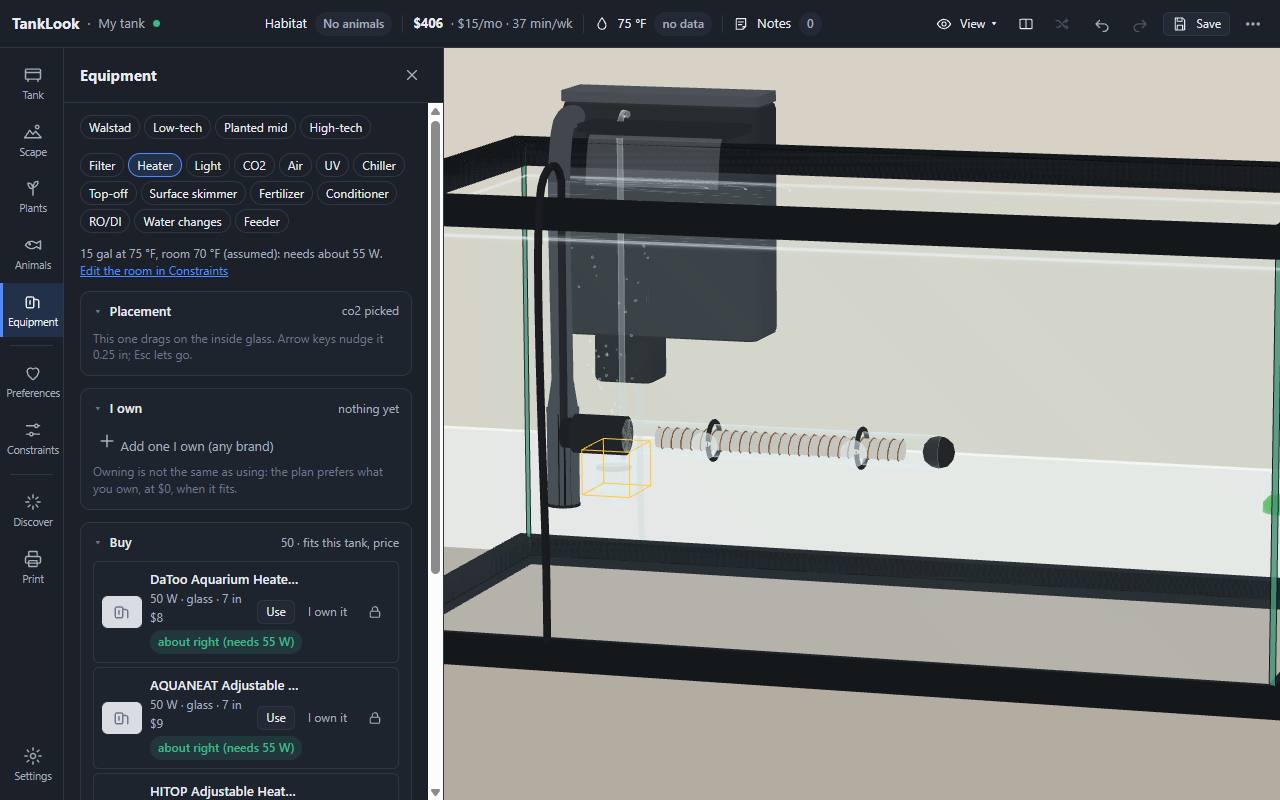 TankLook · My tank
Habitat No animals $406 · $15/mo · 37 min/wk 75 °F no data Notes 0 View Save
Tank
Scape
Plants
Animals
Equipment
Preferences
Constraints
Discover
Print
Settings
Equipment
Walstad Low-tech Planted mid High-tech
Filter Heater Light CO2 Air UV Chiller
Top-off Surface skimmer Fertilizer Conditioner
RO/DI Water changes Feeder
15 gal at 75 °F, room 70 °F (assumed): needs about 55 W.
Edit the room in Constraints
Placement co2 picked
This one drags on the inside glass. Arrow keys nudge it
0.25 in; Esc lets go.
I own nothing yet
Add one I own (any brand)
Owning is not the same as using: the plan prefers what
you own, at $0, when it fits.
Buy 50 · fits this tank, price
DaToo Aquarium Heate...
50 W · glass · 7 in
$8
Use I own it
about right (needs 55 W)
AQUANEAT Adjustable ...
50 W · glass · 7 in
$9
Use I own it
about right (needs 55 W)
HITOP Adjustable Heat...